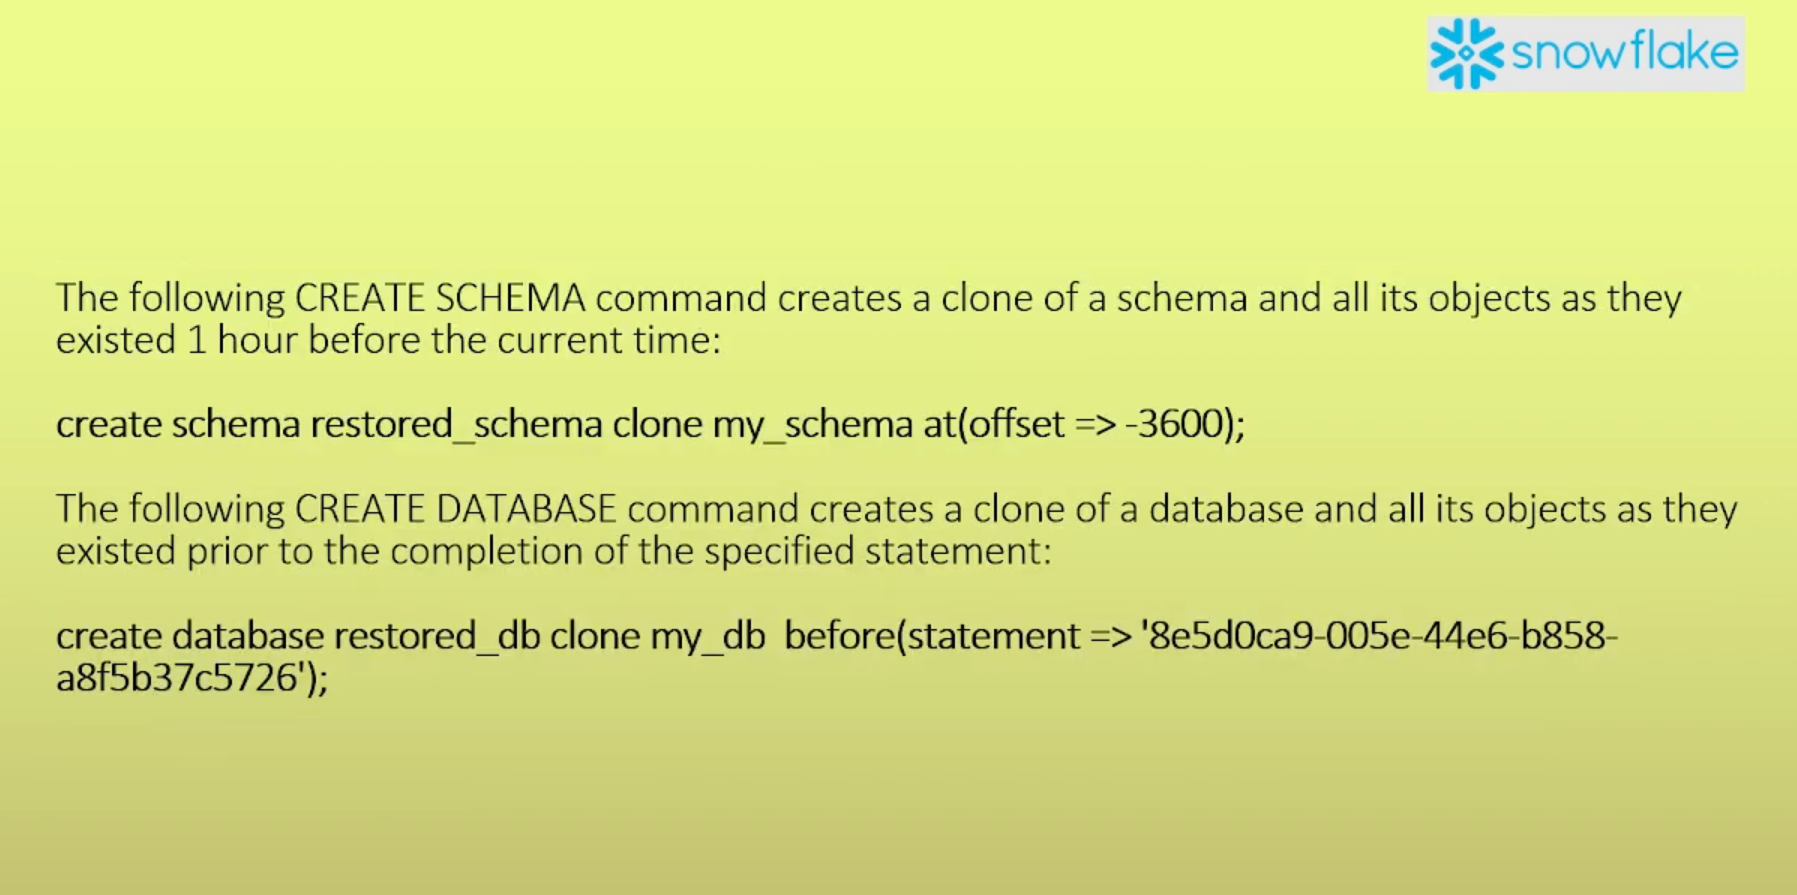 snowflake
The following CREATE SCHEMA command creates a clone of a schema and all its objects as they
existed 1 hour before the current time:
create schema restored_schema clone my_schema at(offset => -3600);
The following CREATE DATABASE command creates a clone of a database and all its objects as they
existed prior to the completion of the specified statement:
create database restored_db clone my_db  before(statement => '8e5d0ca9-005e-44e6-b858-
a8f5b37c5726');